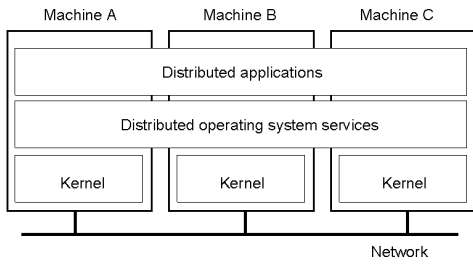 Machine A
Machine B
Machine C
Distributed applications
Distributed operating system services
Kernel
Kernel
Kernel
Network